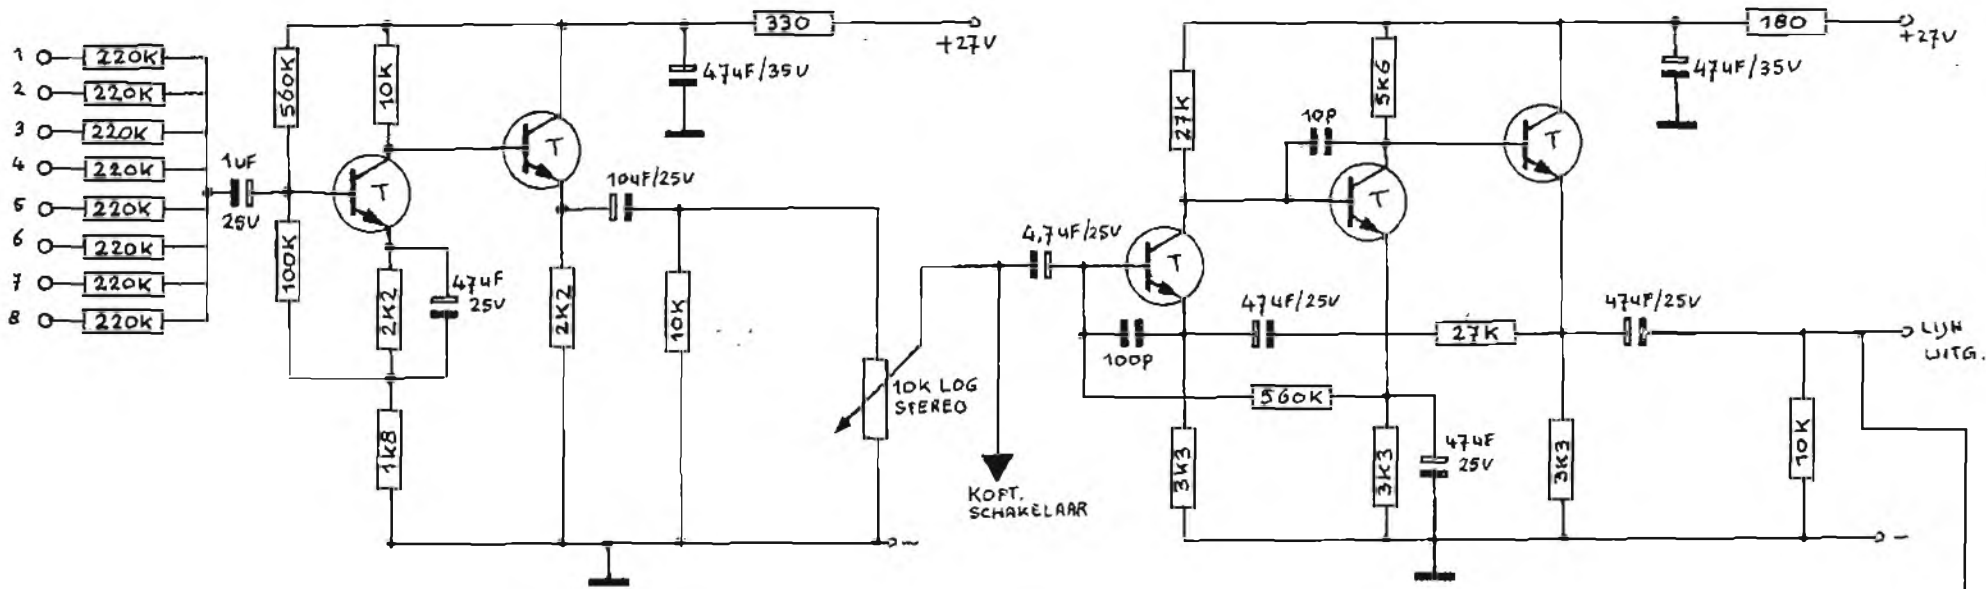 1 220K
2 220K
3 220K
4 220K
5 220K
6 220K
7 220K
8 220K
1uF
25V
560K
100K
10K
T
2K2
47uF
25V
1K8
T
2K2
10uF/25V
10K
47uF/35V
330
+27V
10K LOG
STEREO
-
KOPT.
SCHAKELAAR
4,7uF/25V
100P
27K
T
3K3
47uF/25V
560K
10P
5K6
T
3K3
47uF
25V
T
27K
3K3
47uF/35V
180
+27V
47uF/25V
10K
LIJN
UITG.
-